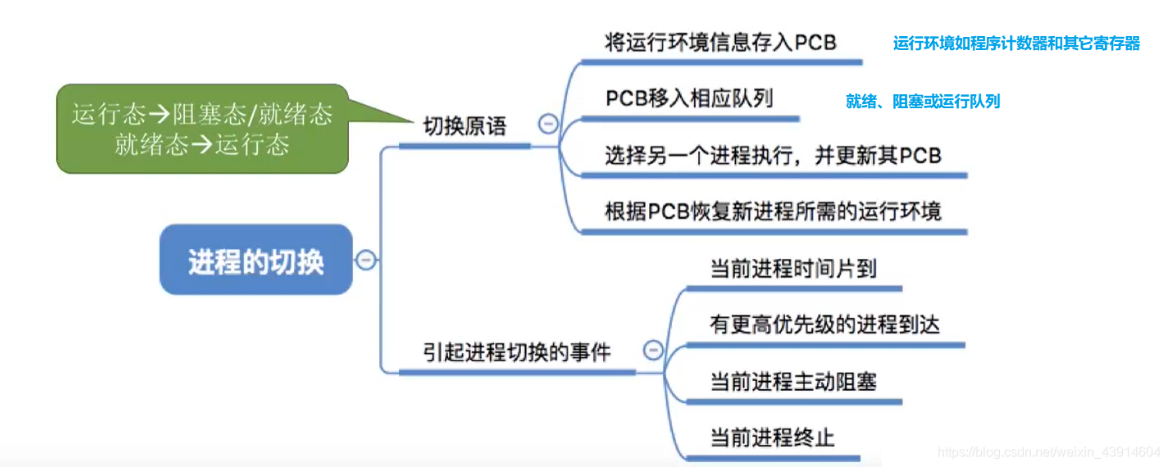 将运行环境信息存入PCB
运行环境如程序计数器和其它寄存器
运行态→阻塞态/就绪态
就绪态→运行态
切换原语
PCB移入相应队列
就绪、阻塞或运行队列
选择另一个进程执行，并更新其PCB
根据PCB恢复新进程所需的运行环境
进程的切换
引起进程切换的事件
当前进程时间片到
有更高优先级的进程到达
当前进程主动阻塞
当前进程终止
https://blog.csdn.net/weixin_43914604